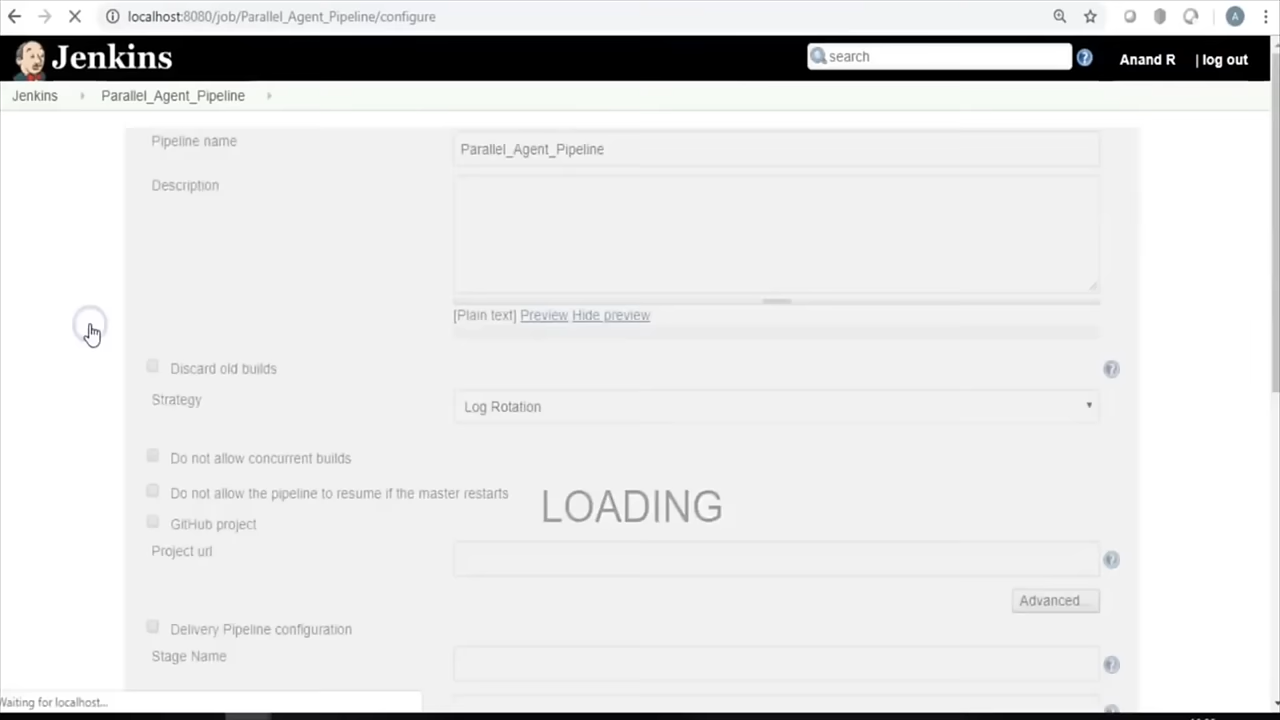 localhost:8080/job/Parallel_Agent_Pipeline/configure
A
Jenkins
search
Anand R
| log out
Jenkins
Parallel_Agent_Pipeline
Pipeline name
Parallel_Agent_Pipeline
Description
[Plain text] Preview Hide preview
Discard old builds
Strategy
Log Rotation
Do not allow concurrent builds
Do not allow the pipeline to resume if the master restarts
LOADING
GitHub project
Project url
Advanced...
Delivery Pipeline configuration
Stage Name
Waiting for localhost...